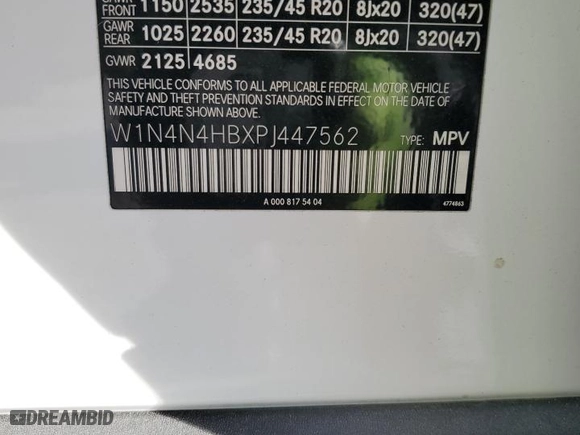 GAWR FRONT 1150 2535 235/45 R20 8Jx20 320(47)
GAWR REAR 1025 2260 235/45 R20 8Jx20 320(47)
GVWR 2125 4685
THIS VEHICLE CONFORMS TO ALL APPLICABLE FEDERAL MOTOR VEHICLE
SAFETY AND THEFT PREVENTION STANDARDS IN EFFECT ON THE DATE OF
MANUFACTURE SHOWN ABOVE.
W1N4N4HBXPJ447562 TYPE: MPV
A 000 817 54 04
4774863
DREAMBID